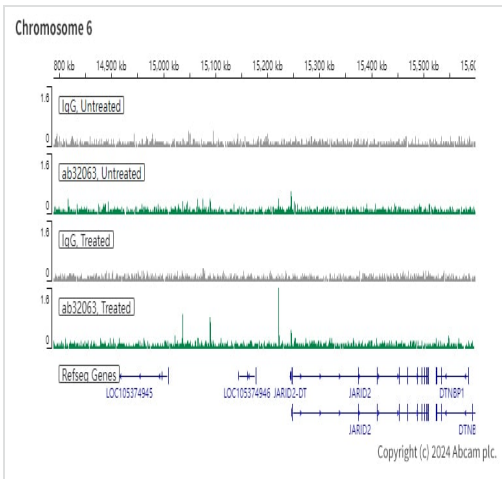 Chromosome 6
800 kb 14,900 kb 15,000 kb 15,100 kb 15,200 kb 15,300 kb 15,400 kb 15,500 kb 15,60
1.6
IgG, Untreated
0
1.6
ab32063, Untreated
0
1.6
IgG, Treated
0
1.6
ab32063, Treated
0
Refseq Genes
LOC105374945 LOC105374946 JARID2-DT JARID2 DTNBP1
JARID2 DTNB
Copyright (c) 2024 Abcam plc.